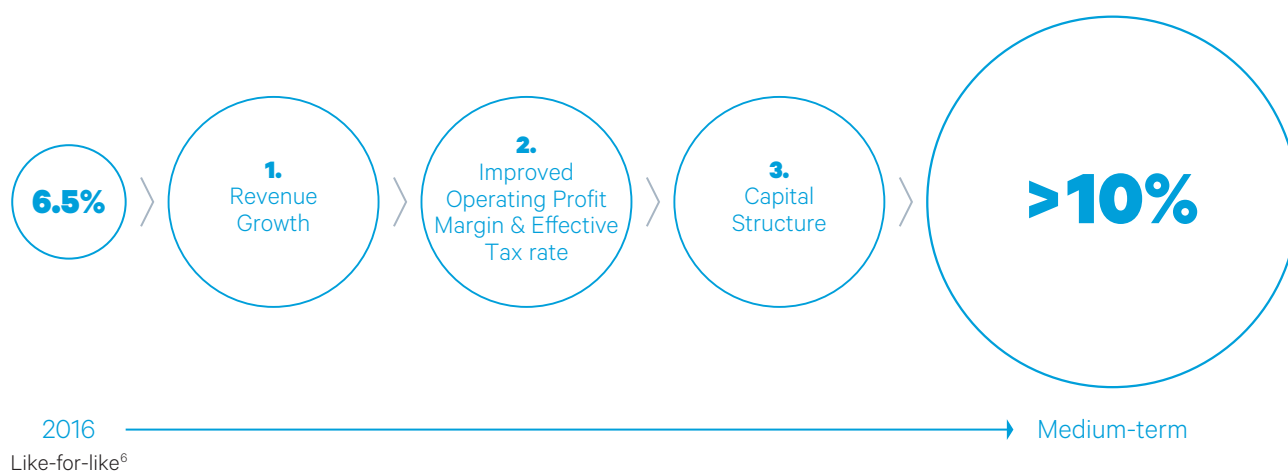 6.5%
1.
Revenue
Growth
2.
Improved
Operating Profit
Margin & Effective
Tax rate
3.
Capital
Structure
>10%
2016
Like-for-like⁶
Medium-term